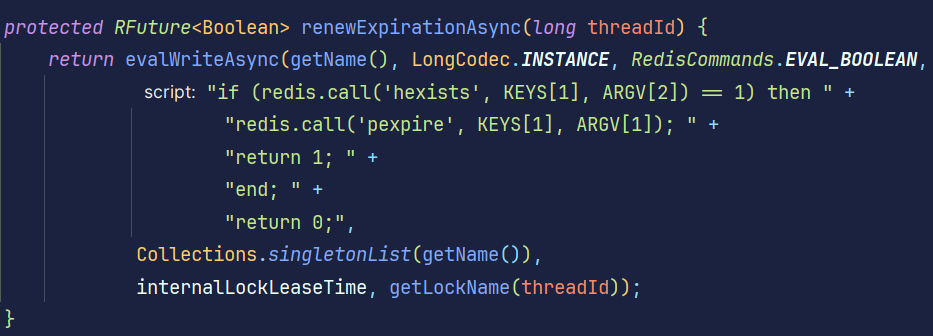 protected RFuture<Boolean> renewExpirationAsync(long threadId) {
return evalWriteAsync(getName(), LongCodec.INSTANCE, RedisCommands.EVAL_BOOLEAN,
script: "if (redis.call('hexists', KEYS[1], ARGV[2]) == 1) then " +
"redis.call('pexpire', KEYS[1], ARGV[1]); " +
"return 1; " +
"end; " +
"return 0;",
Collections.singletonList(getName()),
internalLockLeaseTime, getLockName(threadId));
}